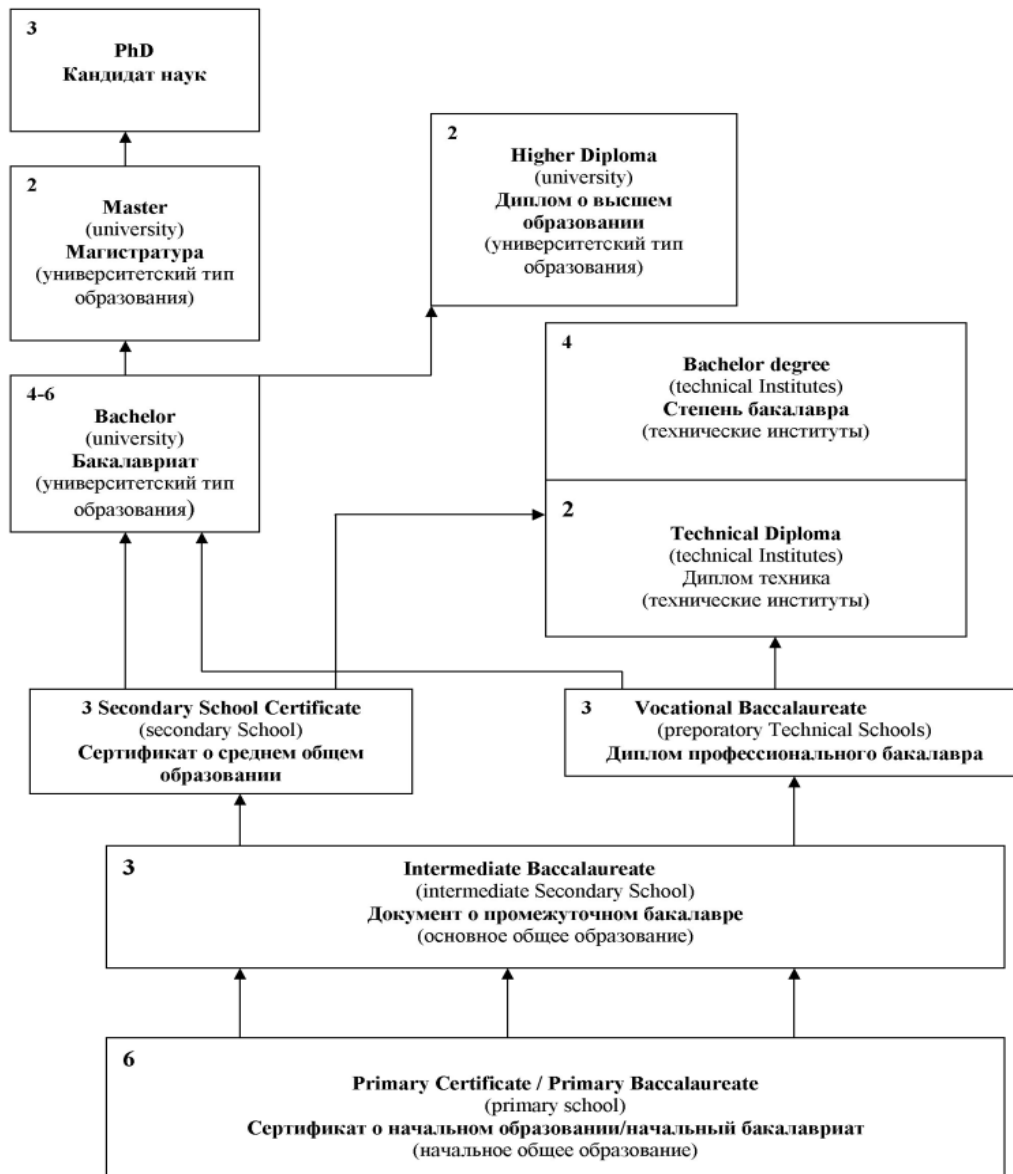 3
PhD
Кандидат наук
2
Higher Diploma
(university)
Диплом о высшем
образовании
(университетский тип
образования)
2
Master
(university)
Магистратура
(университетский тип
образования)
4
Bachelor degree
(technical Institutes)
Степень бакалавра
(технические институты)
4-6
Bachelor
(university)
Бакалавриат
(университетский тип
образования)
2
Technical Diploma
(technical Institutes)
Диплом техника
(технические институты)
3 Secondary School Certificate
(secondary School)
Сертификат о среднем общем
образовании
3 Vocational Baccalaureate
(preporatory Technical Schools)
Диплом профессионального бакалавра
3
Intermediate Baccalaureate
(intermediate Secondary School)
Документ о промежуточном бакалавре
(основное общее образование)
6
Primary Certificate / Primary Baccalaureate
(primary school)
Сертификат о начальном образовании/начальный бакалавриат
(начальное общее образование)